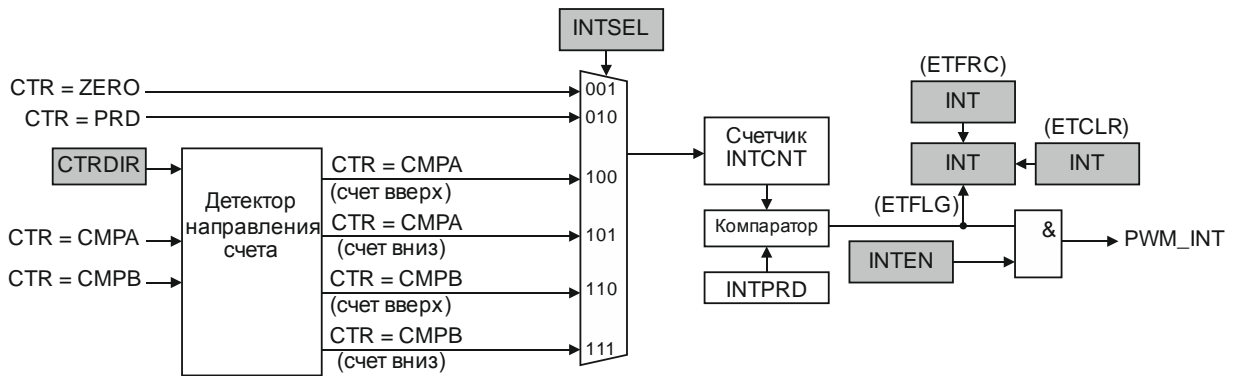 INTSEL
CTR = ZERO
001
CTR = PRD
010
CTRDIR
Детектор
направления
счета
CTR = CMPA
CTR = CMPB
CTR = CMPA
(счет вверх)
100
CTR = CMPA
(счет вниз)
101
CTR = CMPB
(счет вверх)
110
CTR = CMPB
(счет вниз)
111
Счетчик
INTCNT
Компаратор
INTPRD
(ETFRC)
INT
(ETCLR)
INT
INT
(ETFLG)
INTEN
&
PWM_INT